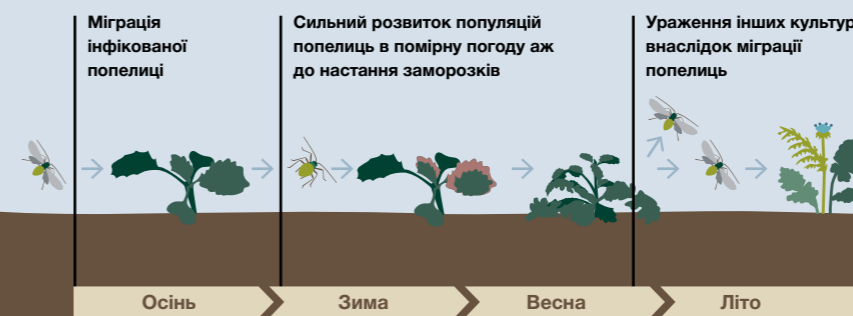 Міграція
інфікованої
попелиці
Сильний розвиток популяцій
попелиць в помірну погоду аж
до настання заморозків
Ураження інших культур
внаслідок міграції
попелиць
Осінь
Зима
Весна
Літо